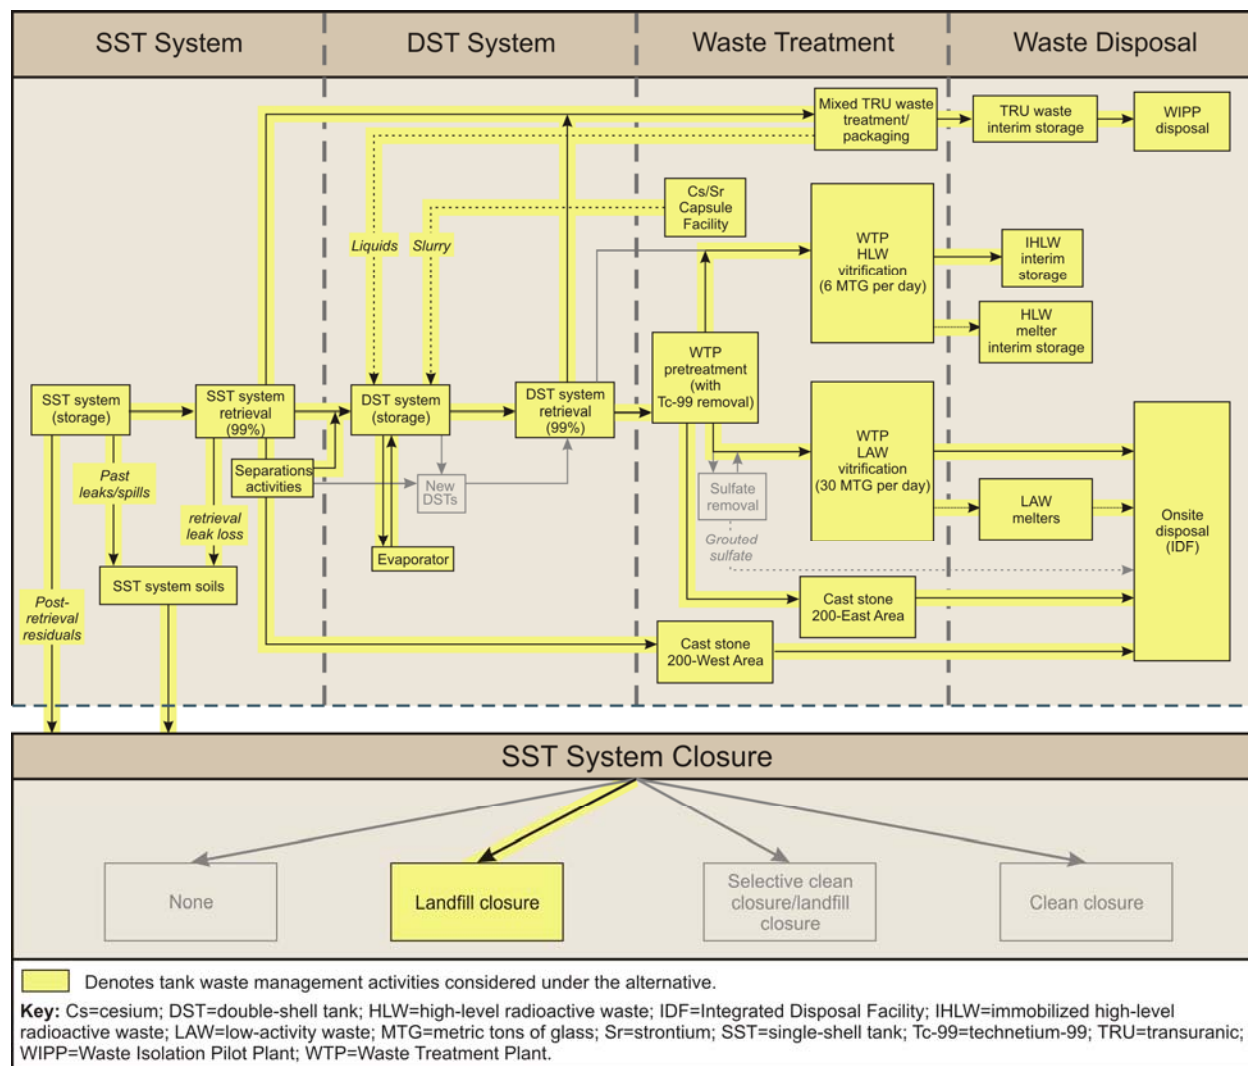 SST System
DST System
Waste Treatment
Waste Disposal
Mixed TRU waste
treatment/
packaging
TRU waste
interim storage
WIPP
disposal
Cs/Sr
Capsule
Facility
Liquids
Slurry
WTP
HLW
vitrification
(6 MTG per day)
IHLW
interim
storage
HLW
melter
interim storage
SST system
(storage)
SST system
retrieval
(99%)
DST system
(storage)
DST system
retrieval
(99%)
WTP
pretreatment
(with
Tc-99 removal)
WTP
LAW
vitrification
(30 MTG per day)
Past
leaks/spills
retrieval
leak loss
Separations
activities
New
DSTs
Sulfate
removal
Grouted
sulfate
LAW
melters
Onsite
disposal
(IDF)
Evaporator
SST system soils
Post-
retrieval
residuals
Cast stone
200-East Area
Cast stone
200-West Area
SST System Closure
None
Landfill closure
Selective clean
closure/landfill
closure
Clean closure
Denotes tank waste management activities considered under the alternative.
Key: Cs=cesium; DST=double-shell tank; HLW=high-level radioactive waste; IDF=Integrated Disposal Facility; IHLW=immobilized high-level
radioactive waste; LAW=low-activity waste; MTG=metric tons of glass; Sr=strontium; SST=single-shell tank; Tc-99=technetium-99; TRU=transuranic;
WIPP=Waste Isolation Pilot Plant; WTP=Waste Treatment Plant.